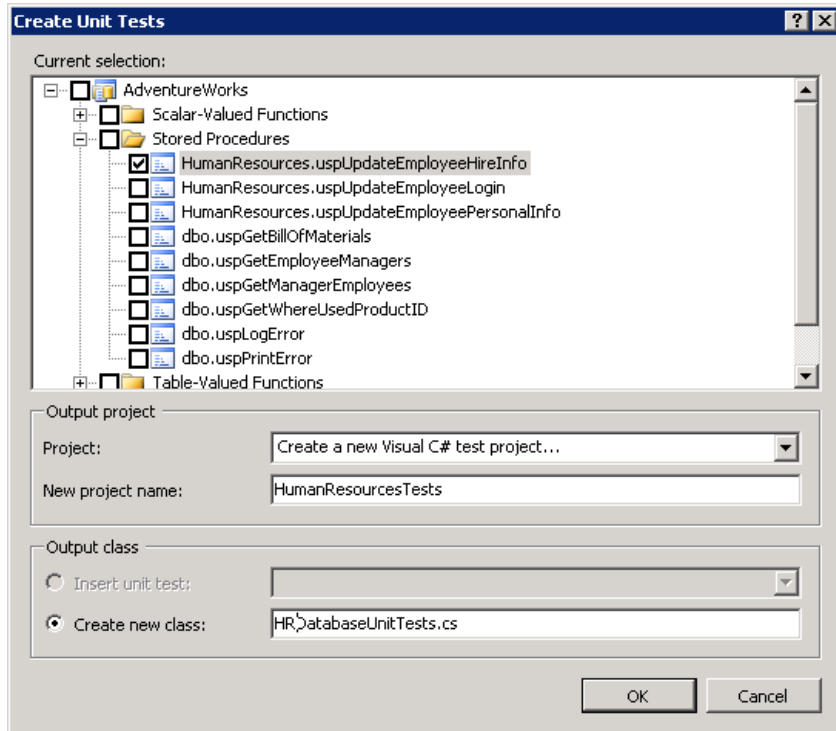 Create Unit Tests
Current selection:
AdventureWorks
Scalar-Valued Functions
Stored Procedures
HumanResources.uspUpdateEmployeeHireInfo
HumanResources.uspUpdateEmployeeLogin
HumanResources.uspUpdateEmployeePersonalInfo
dbo.uspGetBillOfMaterials
dbo.uspGetEmployeeManagers
dbo.uspGetManagerEmployees
dbo.uspGetWhereUsedProductID
dbo.uspLogError
dbo.uspPrintError
Table-Valued Functions
Output project
Project: Create a new Visual C# test project...
New project name: HumanResourcesTests
Output class
Insert unit test:
Create new class: HRDatabaseUnitTests.cs
OK Cancel